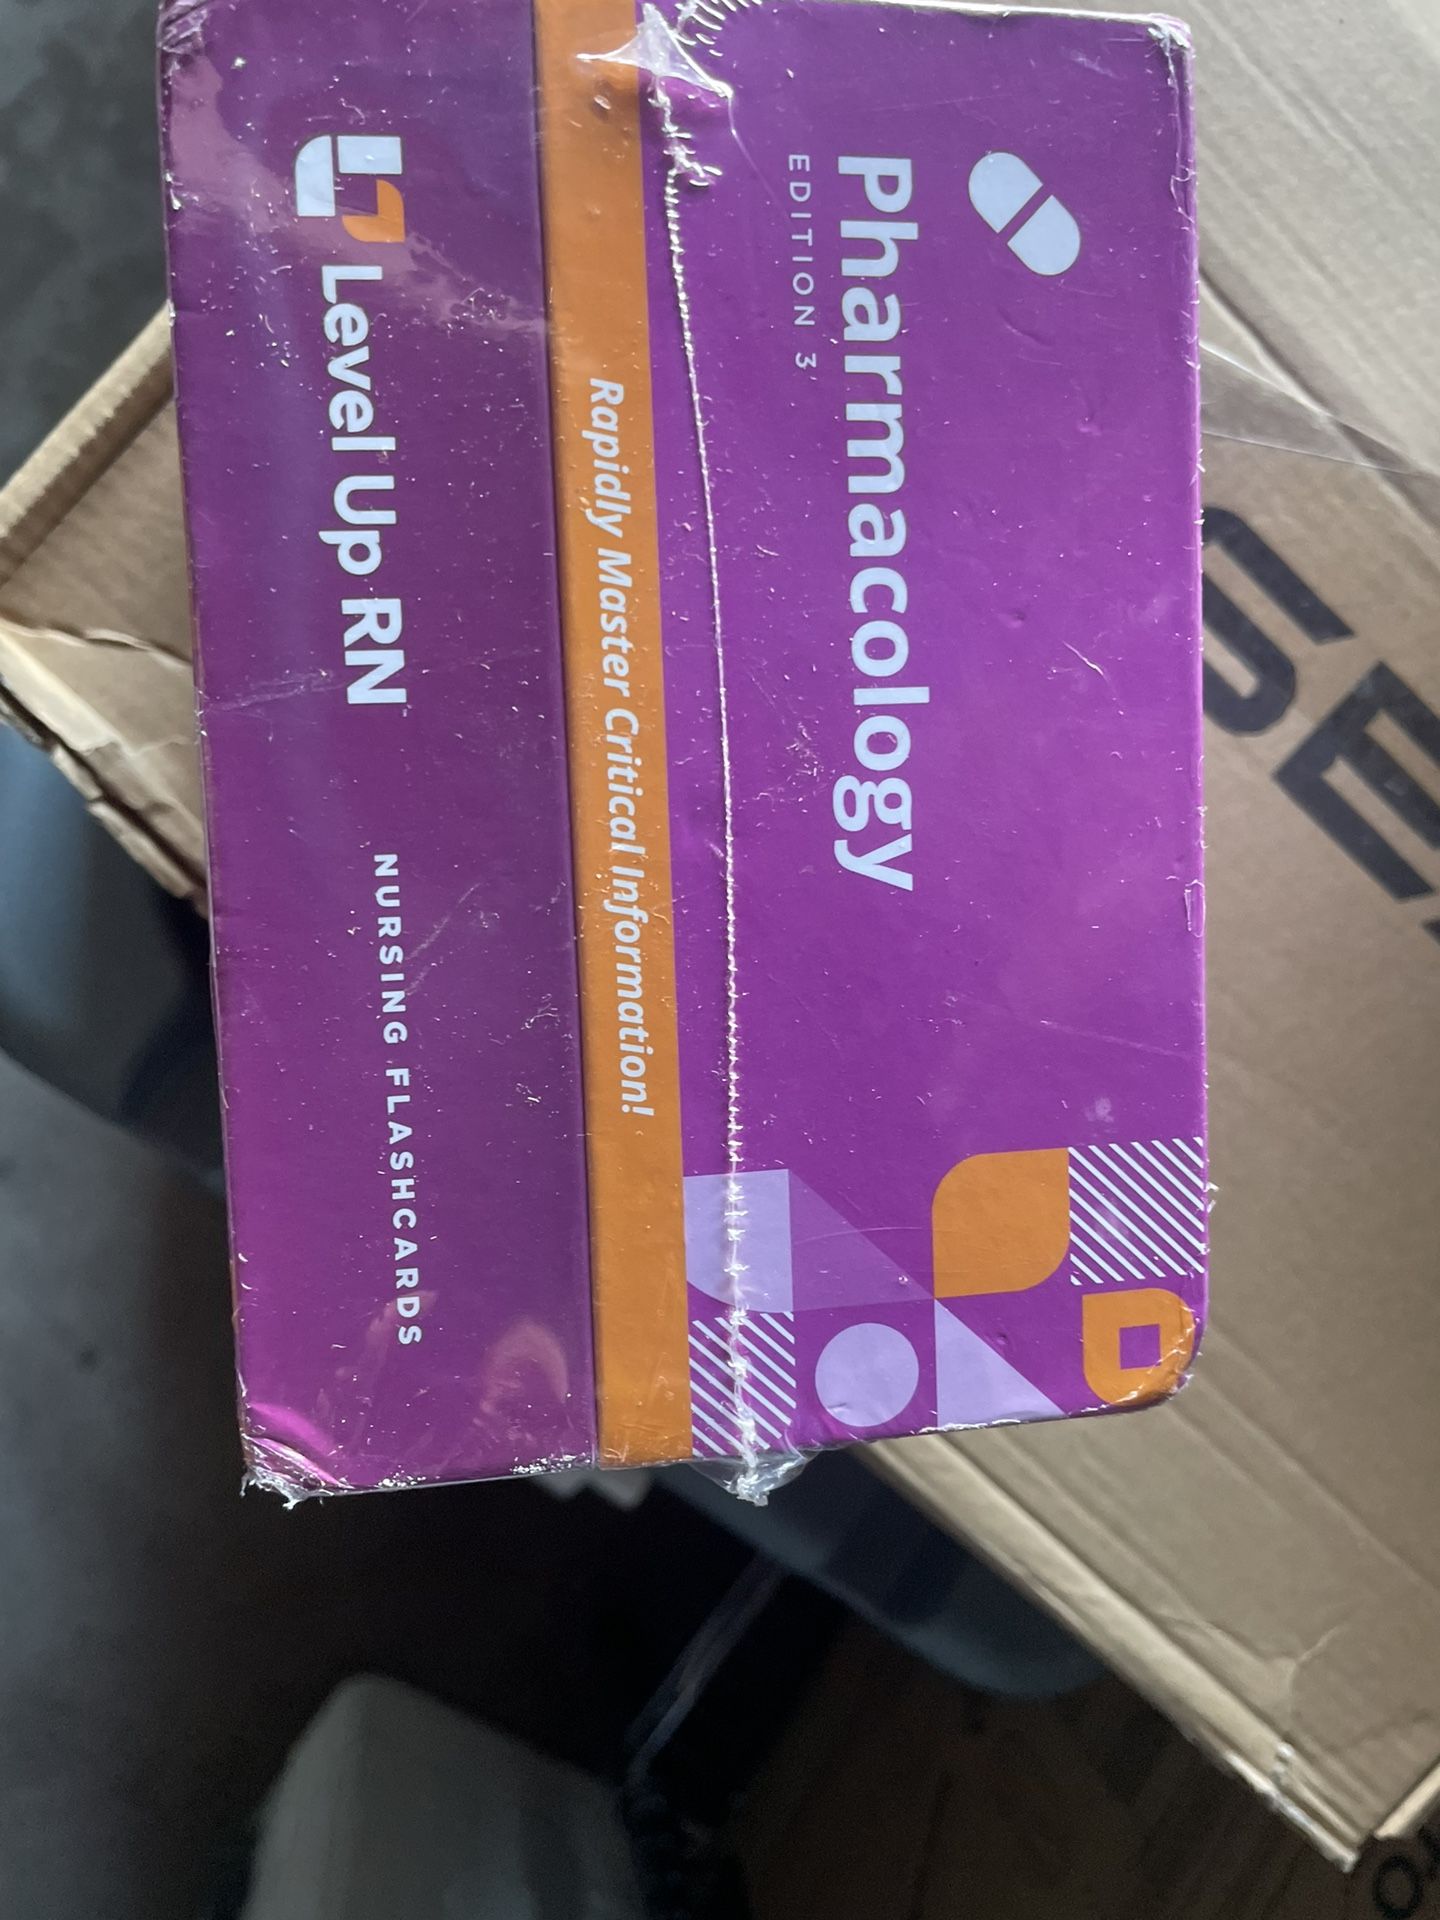 Pharmacology
EDITION 3
Rapidly Master Critical Information!
Level Up RN
NURSING FLASHCARDS